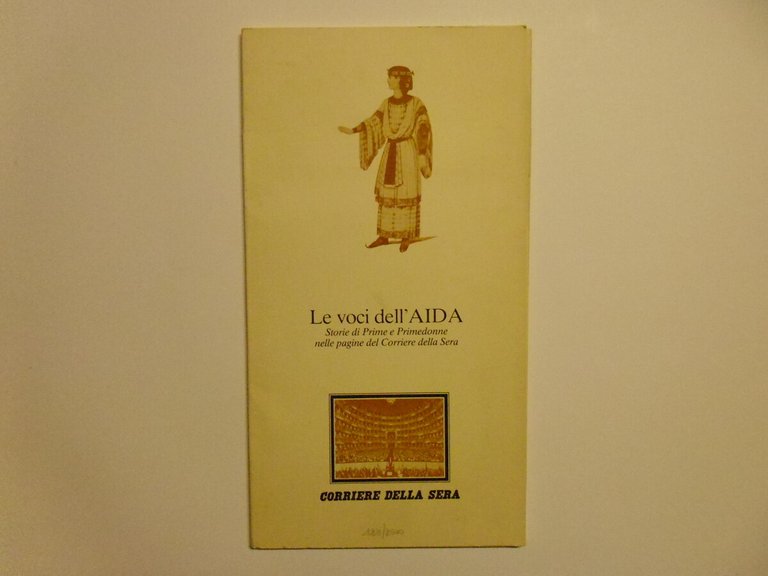 Le voci dell'AIDA
Storie di Prime e Primedonne
nelle pagine del Corriere della Sera
CORRIERE DELLA SERA